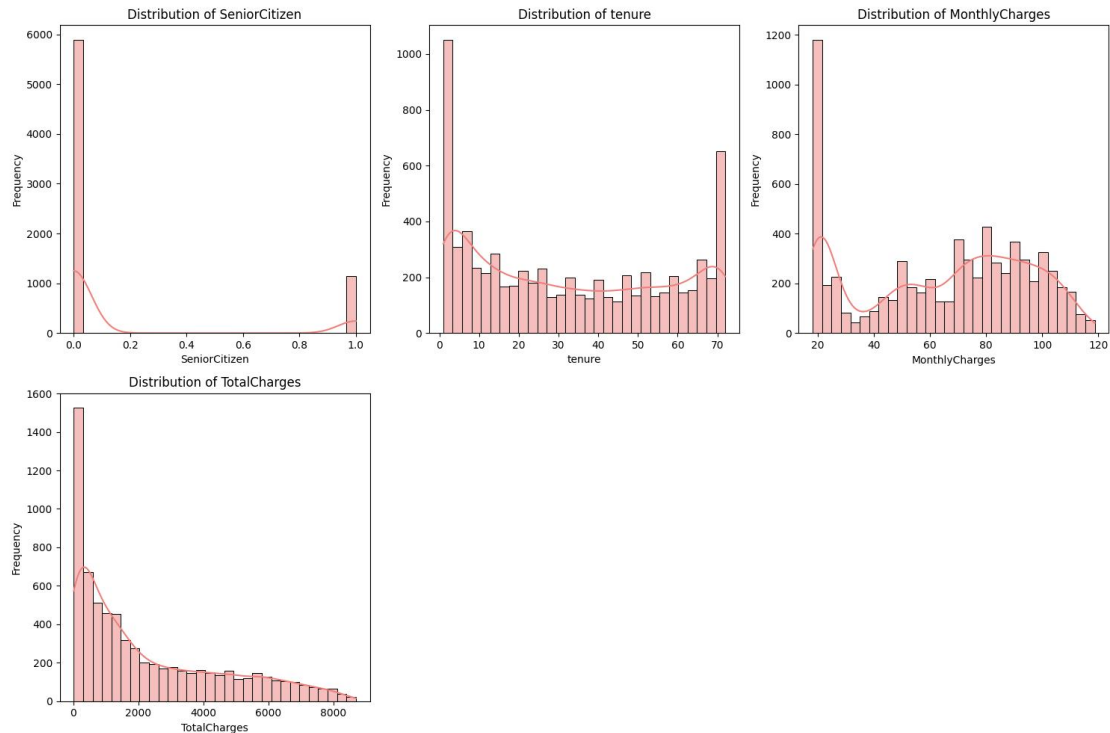 Distribution of SeniorCitizen
6000
5000
4000
3000
2000
1000
0
Frequency
0.0 0.2 0.4 0.6 0.8 1.0
SeniorCitizen
Distribution of tenure
1000
800
600
400
200
0
Frequency
0 10 20 30 40 50 60 70
tenure
Distribution of MonthlyCharges
1200
1000
800
600
400
200
0
Frequency
20 40 60 80 100 120
MonthlyCharges
Distribution of TotalCharges
1600
1400
1200
1000
800
600
400
200
0
Frequency
0 2000 4000 6000 8000
TotalCharges